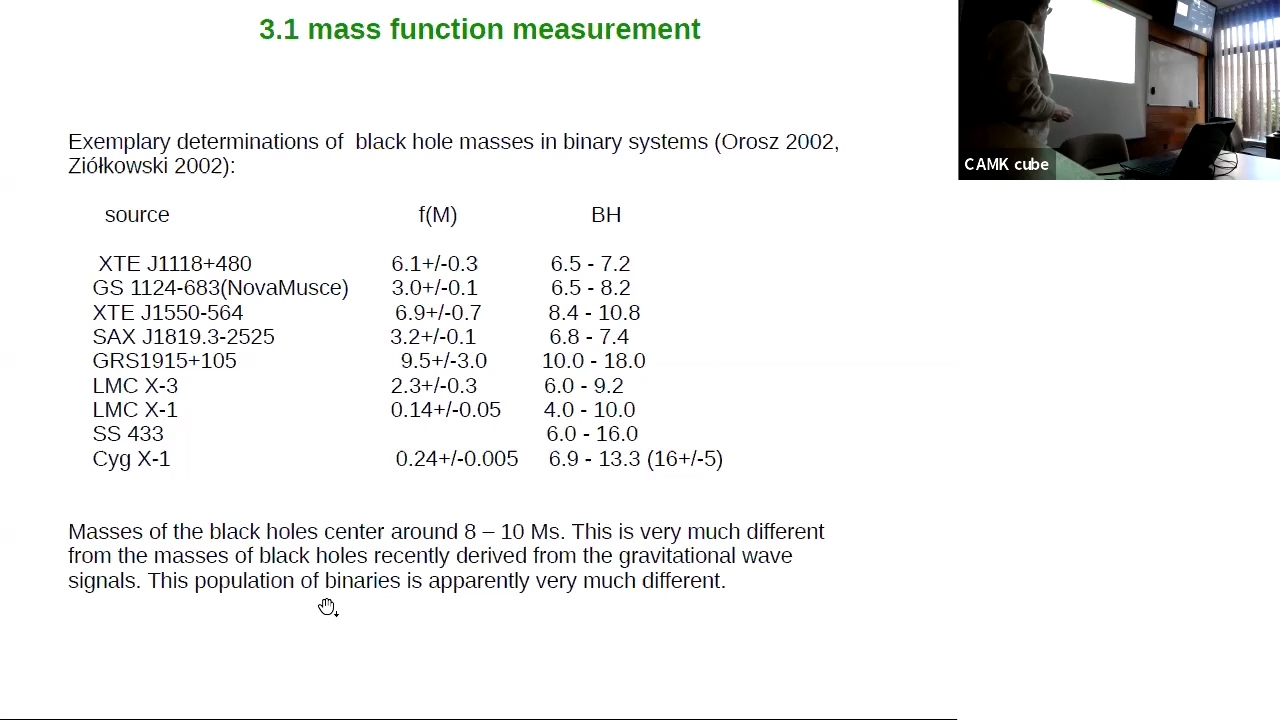 3.1 mass function measurement
Exemplary determinations of black hole masses in binary systems (Orosz 2002,
Ziółkowski 2002):
source f(M) BH
XTE J1118+480 6.1+/-0.3 6.5 - 7.2
GS 1124-683(NovaMusce) 3.0+/-0.1 6.5 - 8.2
XTE J1550-564 6.9+/-0.7 8.4 - 10.8
SAX J1819.3-2525 3.2+/-0.1 6.8 - 7.4
GRS1915+105 9.5+/-3.0 10.0 - 18.0
LMC X-3 2.3+/-0.3 6.0 - 9.2
LMC X-1 0.14+/-0.05 4.0 - 10.0
SS 433 6.0 - 16.0
Cyg X-1 0.24+/-0.005 6.9 - 13.3 (16+/-5)
Masses of the black holes center around 8 – 10 Ms. This is very much different
from the masses of black holes recently derived from the gravitational wave
signals. This population of binaries is apparently very much different.
CAMK cube